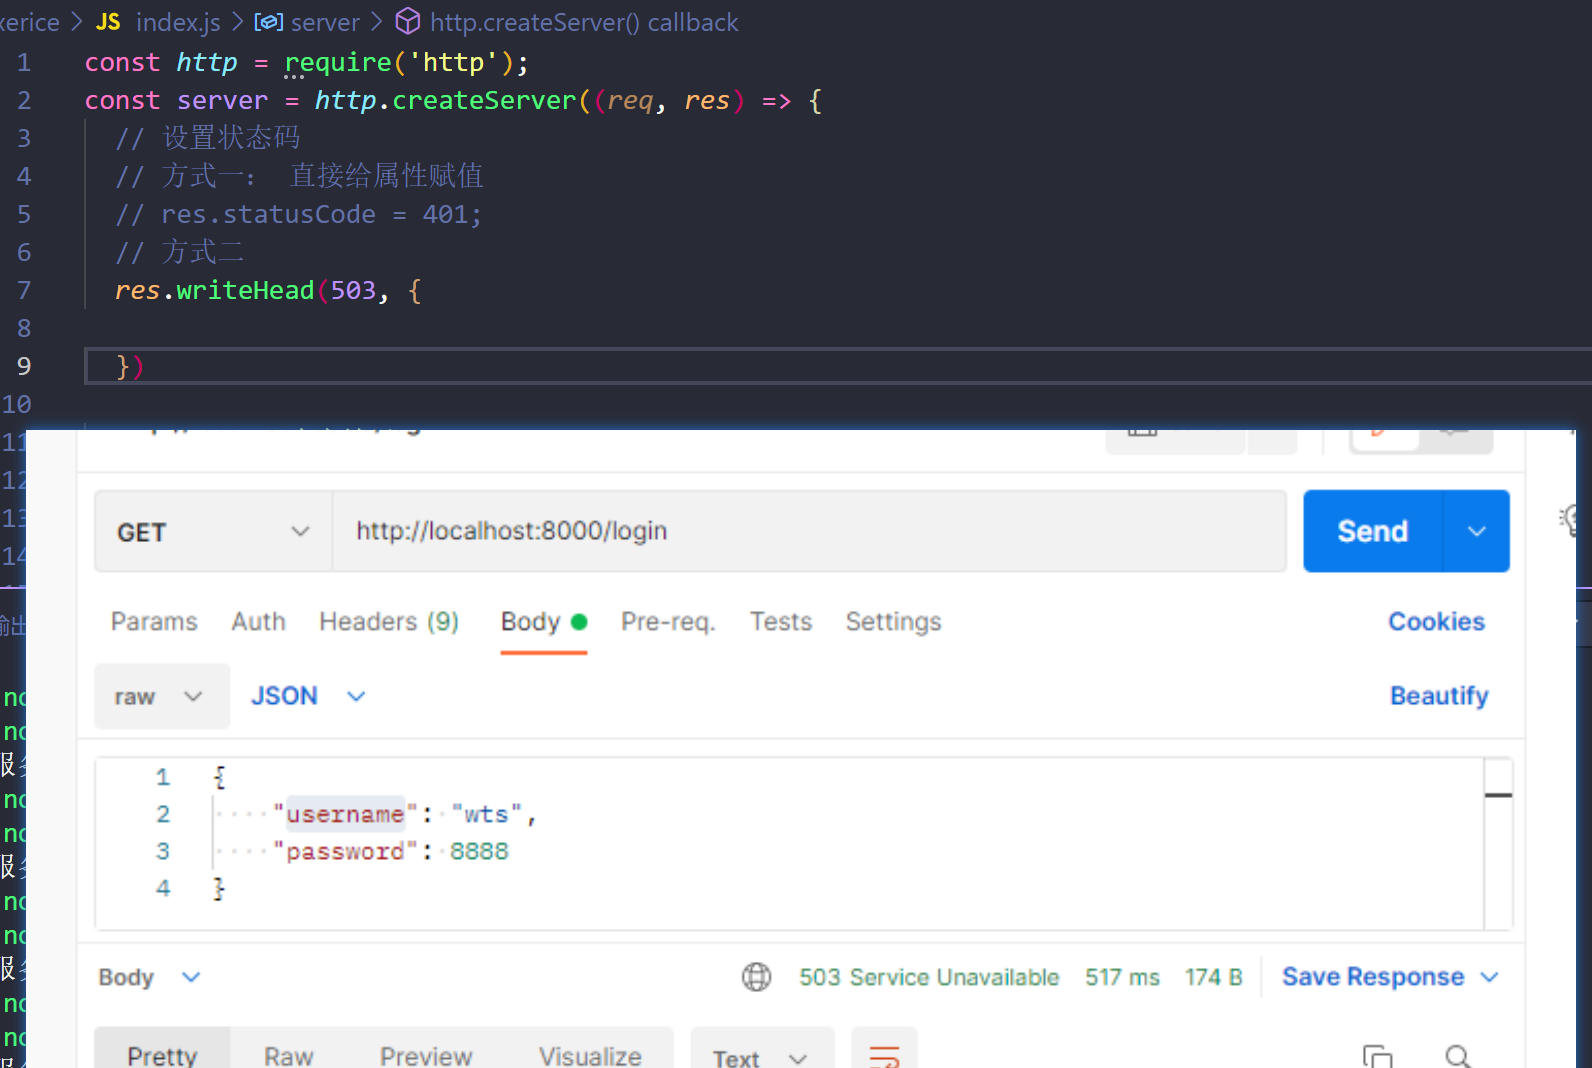 JS index.js > server > http.createServer() callback
1 const http = require('http');
2 const server = http.createServer((req, res) => {
3 // 设置状态码
4 // 方式一： 直接给属性赋值
5 // res.statusCode = 401;
6 // 方式二
7 res.writeHead(503, {
8
9 })
10
11
12
13
14
GET http://localhost:8000/login Send
Params Auth Headers (9) Body Pre-req. Tests Settings Cookies
raw JSON Beautify
1 {
2 "username": "wts",
3 "password": 8888
4 }
Body 503 Service Unavailable 517 ms 174 B Save Response
Pretty Raw Preview Visualize Text